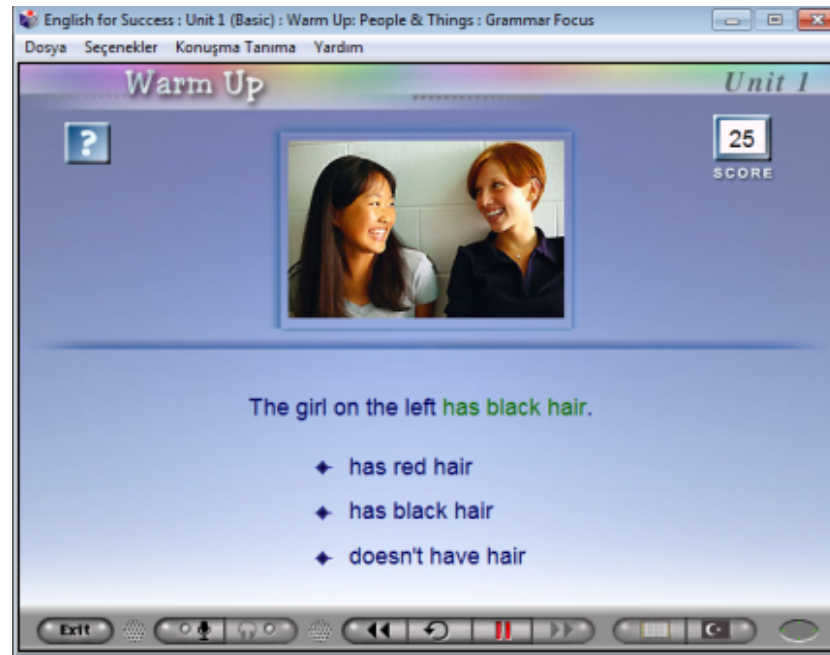 English for Success : Unit 1 (Basic) : Warm Up: People & Things : Grammar Focus
Dosya Seçenekler Konuşma Tanıma Yardım
Warm Up Unit 1
?
25
SCORE
The girl on the left has black hair.
has red hair
has black hair
doesn't have hair
Exit